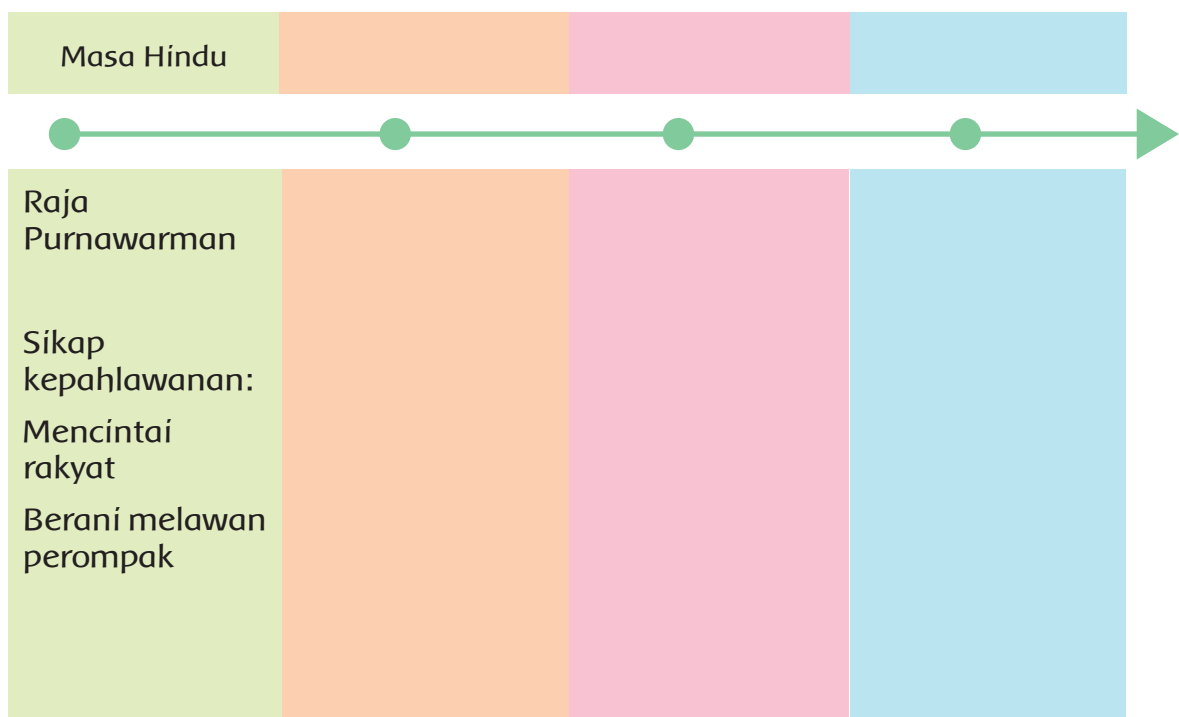 Masa Hindu
Raja
Purnawarman
Sikap
kepahlawanan:
Mencintai
rakyat
Berani melawan
perompak